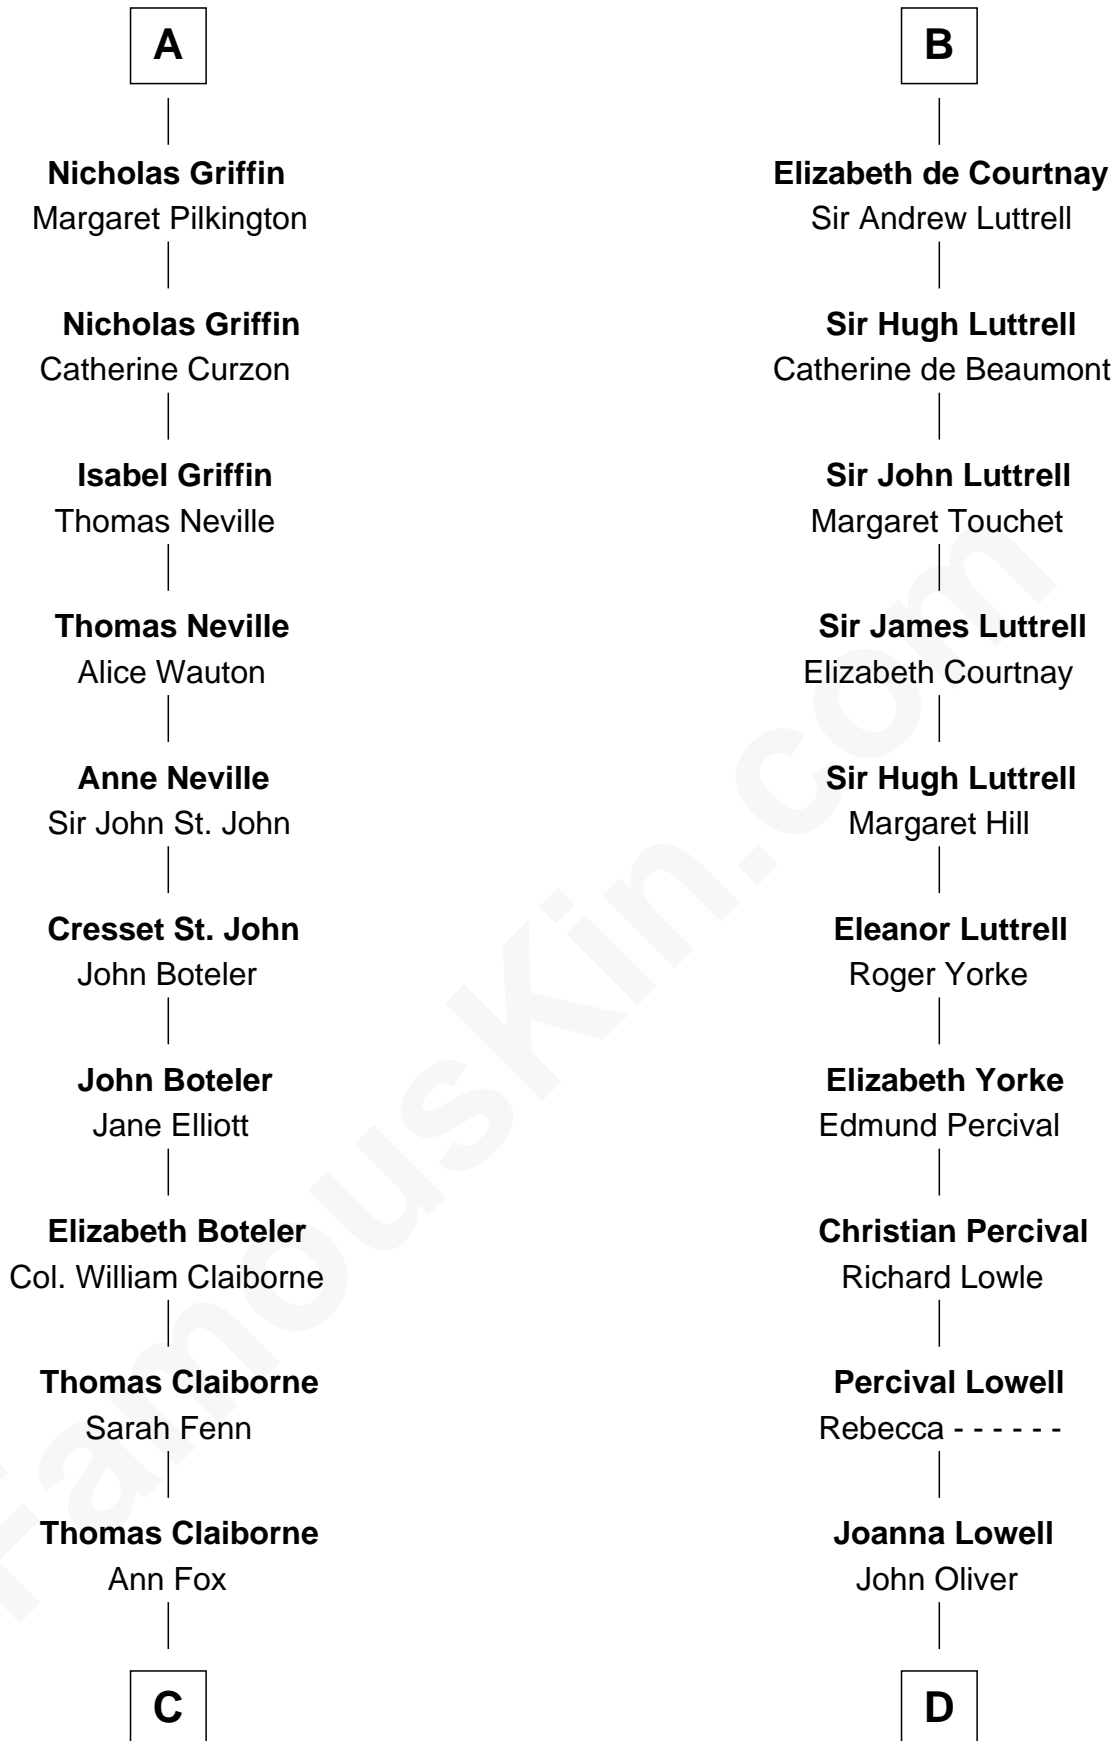 A
Nicholas Griffin
Margaret Pilkington
Nicholas Griffin
Catherine Curzon
Isabel Griffin
Thomas Neville
Thomas Neville
Alice Wauton
Anne Neville
Sir John St. John
Cresset St. John
John Boteler
John Boteler
Jane Elliott
Elizabeth Boteler
Col. William Claiborne
Thomas Claiborne
Sarah Fenn
Thomas Claiborne
Ann Fox
C
B
Elizabeth de Courtnay
Sir Andrew Luttrell
Sir Hugh Luttrell
Catherine de Beaumont
Sir John Luttrell
Margaret Touchet
Sir James Luttrell
Elizabeth Courtnay
Sir Hugh Luttrell
Margaret Hill
Eleanor Luttrell
Roger Yorke
Elizabeth Yorke
Edmund Percival
Christian Percival
Richard Lowle
Percival Lowell
Rebecca - - - - - -
Joanna Lowell
John Oliver
D
FamousKin.com